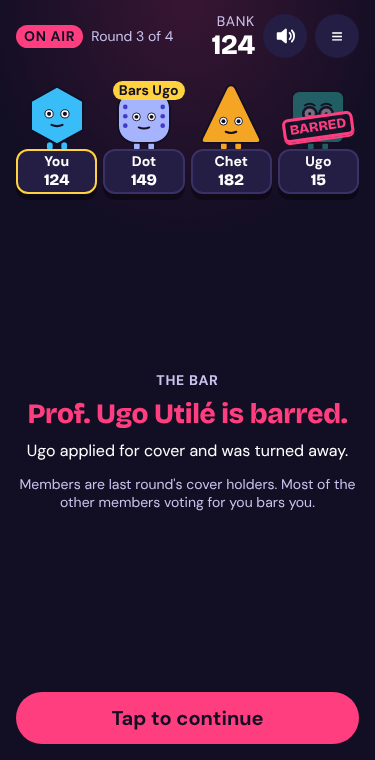 ON AIR Round 3 of 4
BANK
124
Bars Ugo
BARRED
You
124
Dot
149
Chet
182
Ugo
15
THE BAR
Prof. Ugo Utilé is barred.
Ugo applied for cover and was turned away.
Members are last round's cover holders. Most of the
other members voting for you bars you.
Tap to continue